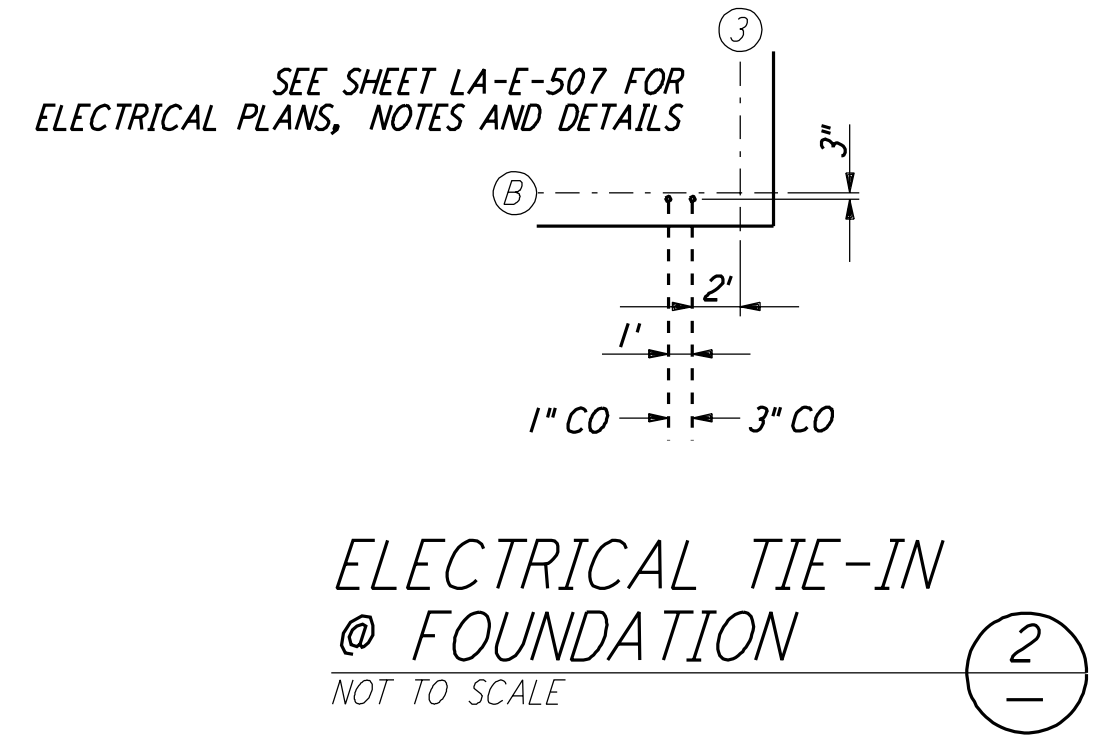 3
SEE SHEET LA-E-507 FOR
ELECTRICAL PLANS, NOTES AND DETAILS
3"
B
2'
1'
1" CO
3" CO
ELECTRICAL TIE-IN
@ FOUNDATION
NOT TO SCALE
2
—